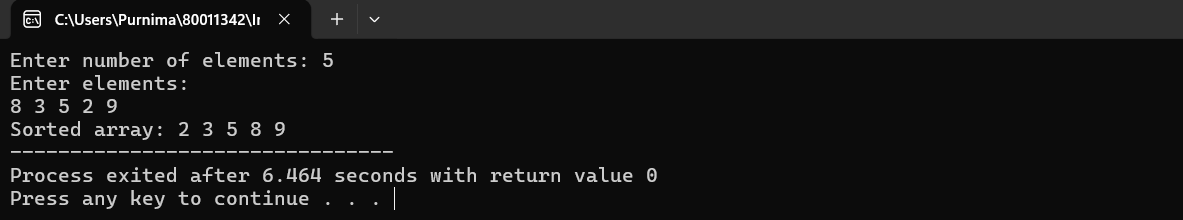 C:\Users\Purnima\80011342\Ir
Enter number of elements: 5
Enter elements:
8 3 5 2 9
Sorted array: 2 3 5 8 9
--------------------------------
Process exited after 6.464 seconds with return value 0
Press any key to continue . . .